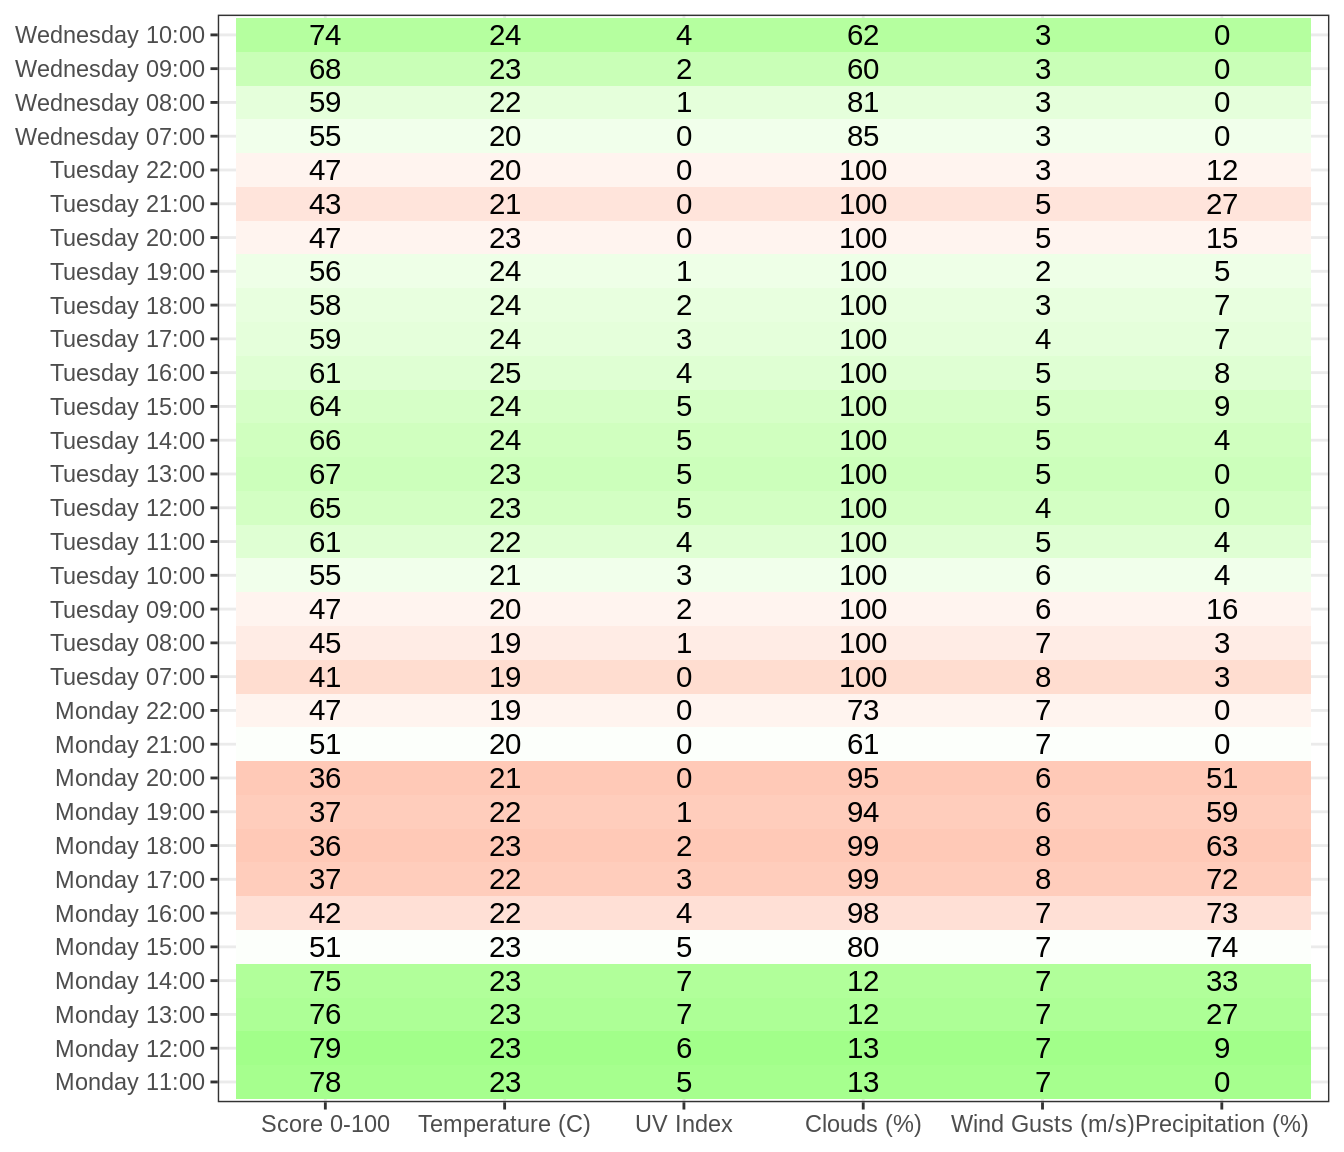 Wednesday 10:00 74 24 4 62 3 0
Wednesday 09:00 68 23 2 60 3 0
Wednesday 08:00 59 22 1 81 3 0
Wednesday 07:00 55 20 0 85 3 0
Tuesday 22:00 47 20 0 100 3 12
Tuesday 21:00 43 21 0 100 5 27
Tuesday 20:00 47 23 0 100 5 15
Tuesday 19:00 56 24 1 100 2 5
Tuesday 18:00 58 24 2 100 3 7
Tuesday 17:00 59 24 3 100 4 7
Tuesday 16:00 61 25 4 100 5 8
Tuesday 15:00 64 24 5 100 5 9
Tuesday 14:00 66 24 5 100 5 4
Tuesday 13:00 67 23 5 100 5 0
Tuesday 12:00 65 23 5 100 4 0
Tuesday 11:00 61 22 4 100 5 4
Tuesday 10:00 55 21 3 100 6 4
Tuesday 09:00 47 20 2 100 6 16
Tuesday 08:00 45 19 1 100 7 3
Tuesday 07:00 41 19 0 100 8 3
Monday 22:00 47 19 0 73 7 0
Monday 21:00 51 20 0 61 7 0
Monday 20:00 36 21 0 95 6 51
Monday 19:00 37 22 1 94 6 59
Monday 18:00 36 23 2 99 8 63
Monday 17:00 37 22 3 99 8 72
Monday 16:00 42 22 4 98 7 73
Monday 15:00 51 23 5 80 7 74
Monday 14:00 75 23 7 12 7 33
Monday 13:00 76 23 7 12 7 27
Monday 12:00 79 23 6 13 7 9
Monday 11:00 78 23 5 13 7 0
Score 0-100 Temperature (C) UV Index Clouds (%) Wind Gusts (m/s) Precipitation (%)